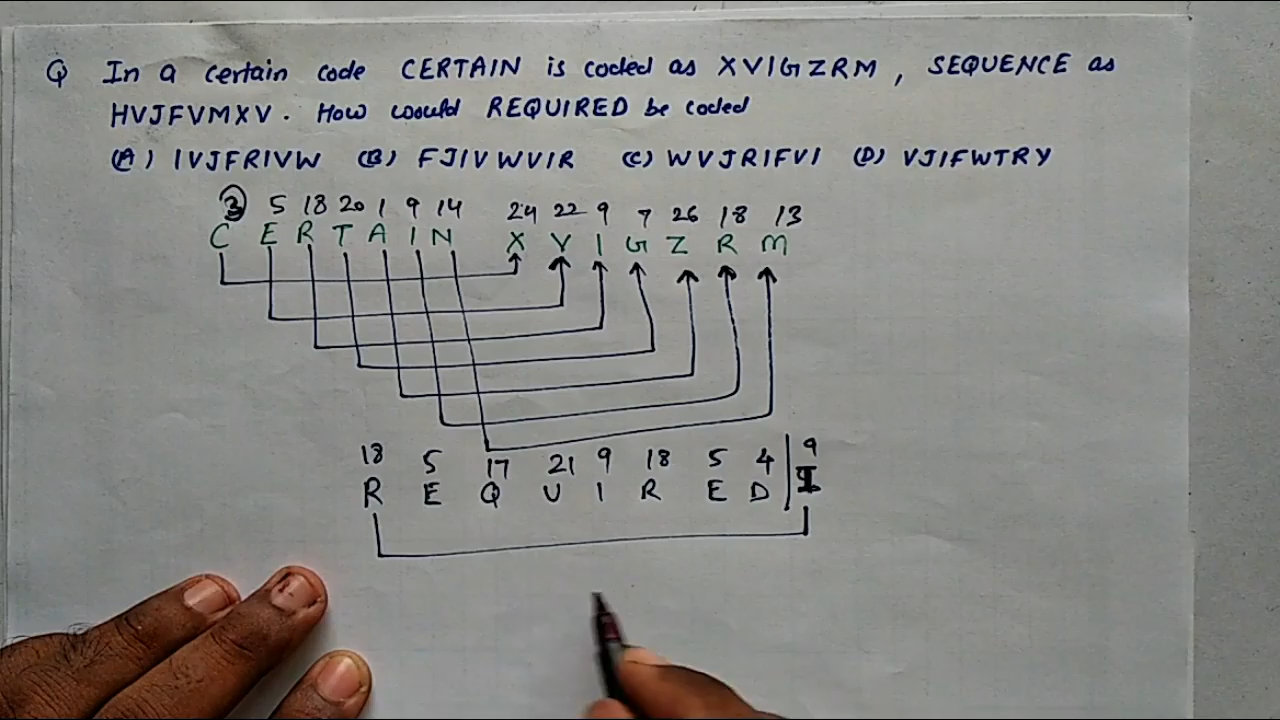 Q In a certain code CERTAIN is coded as XVIGZRM, SEQUENCE as
HVJFVMXV. How would REQUIRED be coded
(A) IVJFRIVW (B) FJIVWVIR (C) WVJRIFVI (D) VJIFWTRY
3 5 18 20 1 9 14 24 22 9 7 26 18 13
C E R T A I N X V I G Z R M
18 5 17 21 9 18 5 4 9
R E Q U I R E D I